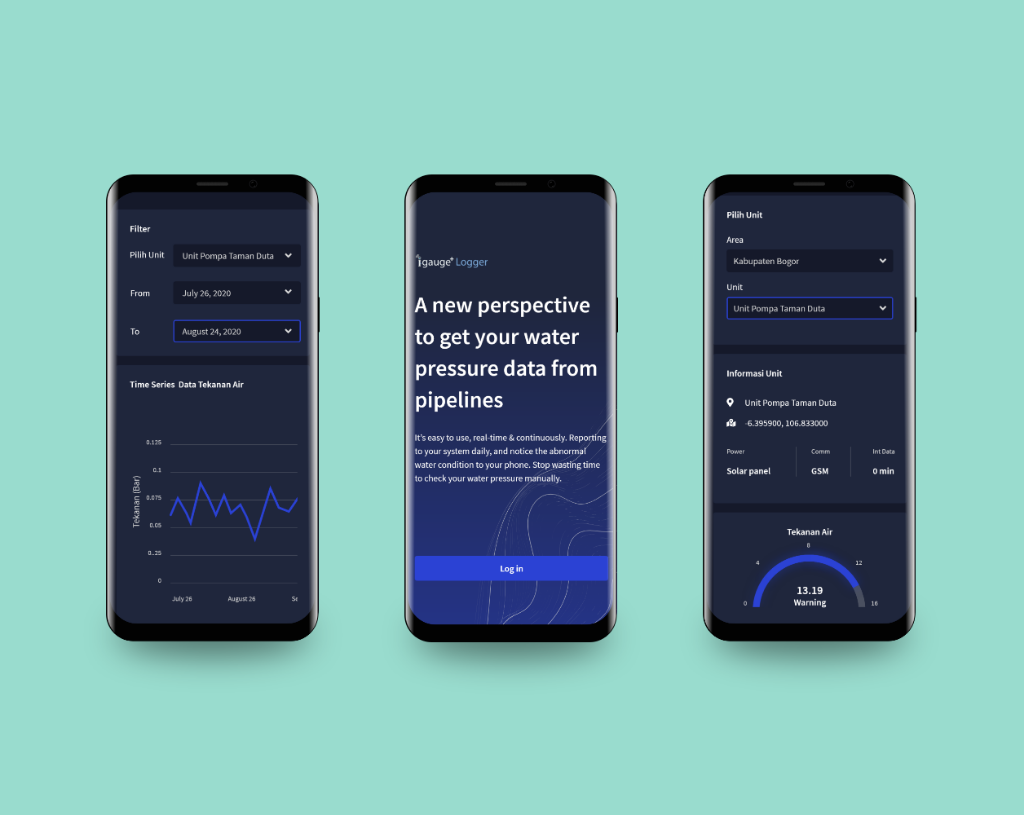 Filter
Pilih Unit
Unit Pompa Taman Duta
From
July 26, 2020
To
August 24, 2020
Time Series Data Tekanan Air
0.125
0.1
0.075
0.05
0..25
0
Tekanan (Bar)
July 26
August 26
Se
igauge® Logger
A new perspective
to get your water
pressure data from
pipelines
It's easy to use, real-time & continuously. Reporting
to your system daily, and notice the abnormal
water condition to your phone. Stop wasting time
to check your water pressure manually.
Log in
Pilih Unit
Area
Kabupaten Bogor
Unit
Unit Pompa Taman Duta
Informasi Unit
Unit Pompa Taman Duta
-6.395900, 106.833000
Power Comm Int Data
Solar panel GSM 0 min
Tekanan Air
8
4 12
13.19
0 Warning 16